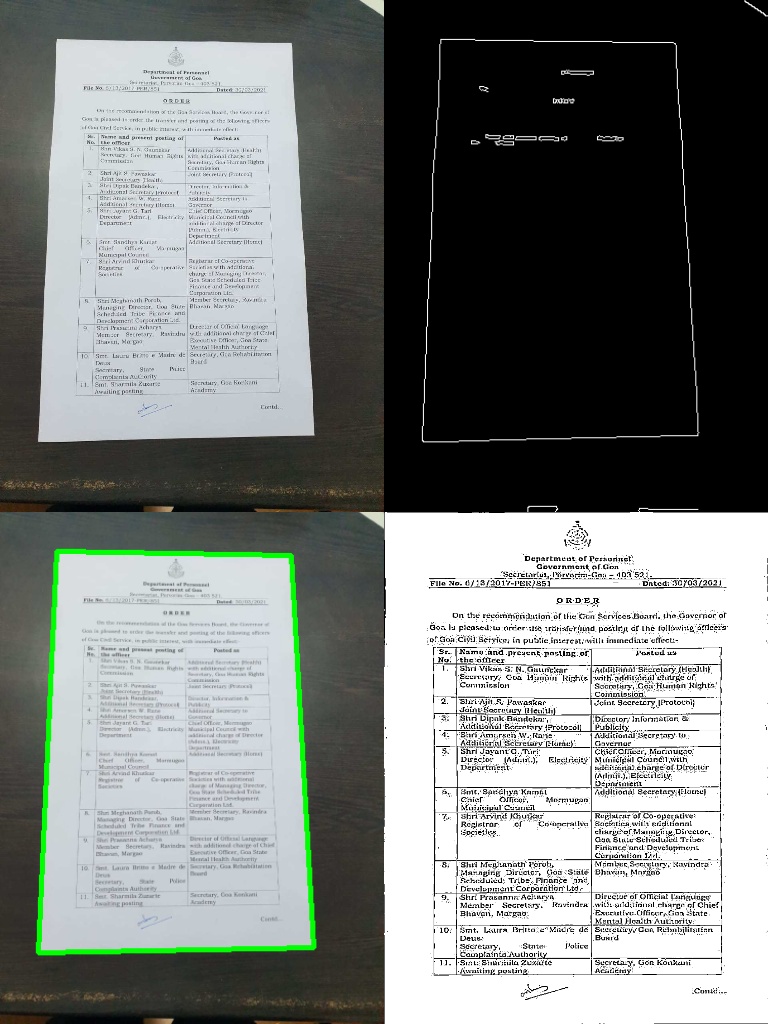 Department of Personnel
Government of Goa
Secretariat, Porvorim-Goa – 403 521.
File No. 6/13/2017-PER/851 Dated: 30/03/2021
ORDER
On the recommendation of the Goa Services Board, the Governor of
Goa is pleased to order the transfer and posting of the following officers
of Goa Civil Service, in public interest, with immediate effect:-
Sr. No. Name and present posting of the officer Posted as
1. Shri Vikas S. N. Gaunekar
Secretary, Goa Human Rights
Commission
Additional Secretary (Health)
with additional charge of
Secretary, Goa Human Rights
Commission
2. Shri Ajit S. Pawaskar
Joint Secretary (Health)
Joint Secretary (Protocol)
3. Shri Dipak Bandekar,
Additional Secretary (Protocol)
Director, Information &
Publicity
4. Shri Amarsen W. Rane
Additional Secretary (Home)
Additional Secretary to
Governor
5. Shri Jayant G. Tari
Director (Admn.), Electricity
Department
Chief Officer, Mormugao
Municipal Council with
additional charge of Director
(Admn.), Electricity
Department
6. Smt. Sandhya Kamat
Chief Officer, Mormugao
Municipal Council
Additional Secretary (Home)
7. Shri Arvind Khutkar
Registrar of Co-operative
Societies
Registrar of Co-operative
Societies with additional
charge of Managing Director,
Goa State Scheduled Tribe
Finance and Development
Corporation Ltd.
8. Shri Meghanath Porob,
Managing Director, Goa State
Scheduled Tribe Finance and
Development Corporation Ltd.
Member Secretary, Ravindra
Bhavan, Margao
9. Shri Prasanna Acharya
Member Secretary, Ravindra
Bhavan, Margao
Director of Official Language
with additional charge of Chief
Executive Officer, Goa State
Mental Health Authority
10. Smt. Laura Britto e Madre de
Deus
Secretary, State Police
Complaints Authority
Secretary, Goa Rehabilitation
Board
11. Smt. Sharmila Zuzarte
Awaiting posting
Secretary, Goa Konkani
Academy
Contd...